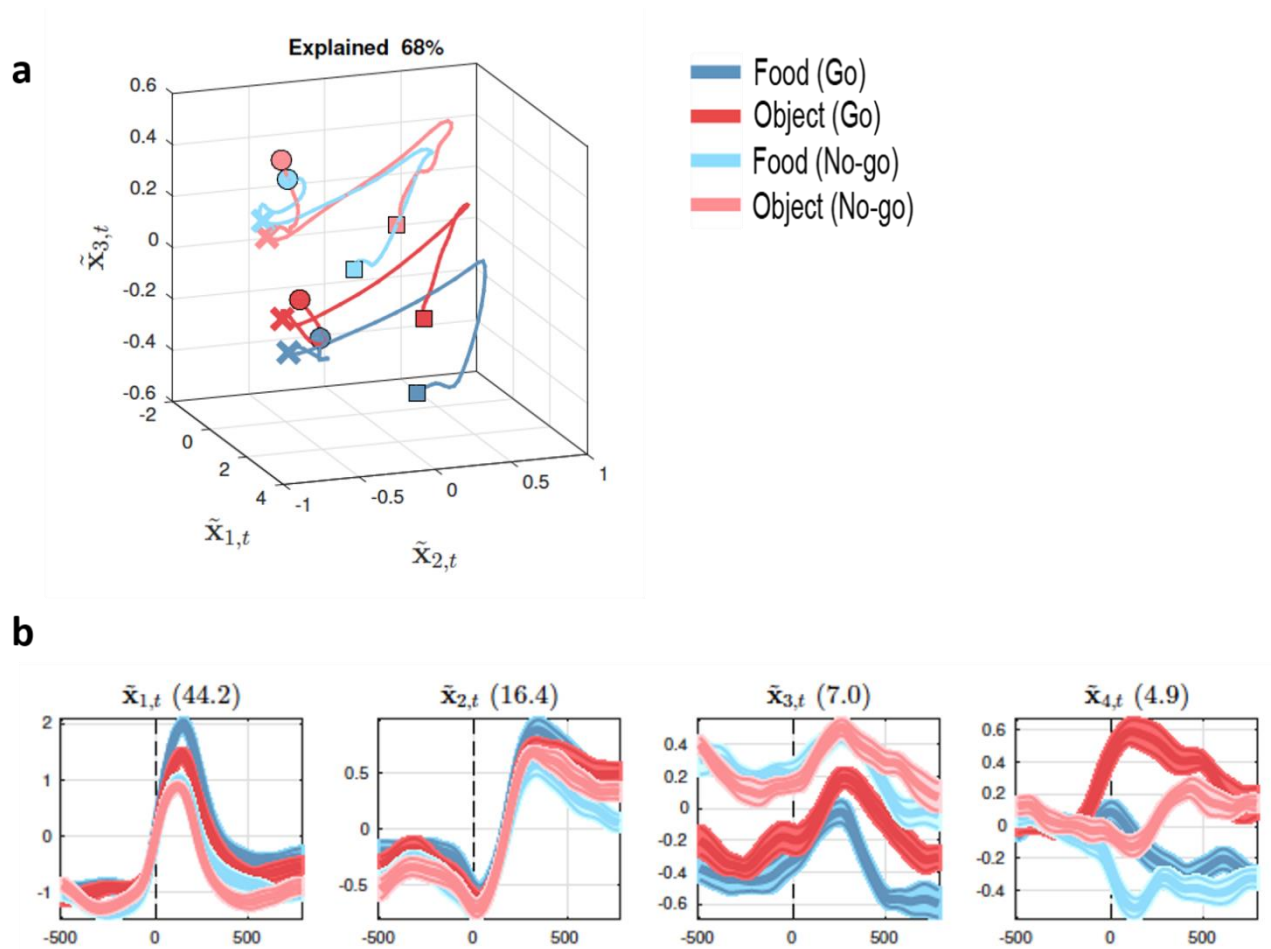 a
Explained 68%
0.6
0.4
0.2
0
-0.2
-0.4
-0.6
-2
0
2
4
-1
-0.5
0
0.5
1
x̃3,t
x̃1,t
x̃2,t
Food (Go)
Object (Go)
Food (No-go)
Object (No-go)
b
x̃1,t (44.2)
x̃2,t (16.4)
x̃3,t (7.0)
x̃4,t (4.9)
2
1
0
-1
-500 0 500
0.5
0
-0.5
-500 0 500
0.4
0.2
0
-0.2
-0.4
-0.6
-500 0 500
0.6
0.4
0.2
0
-0.2
-0.4
-500 0 500